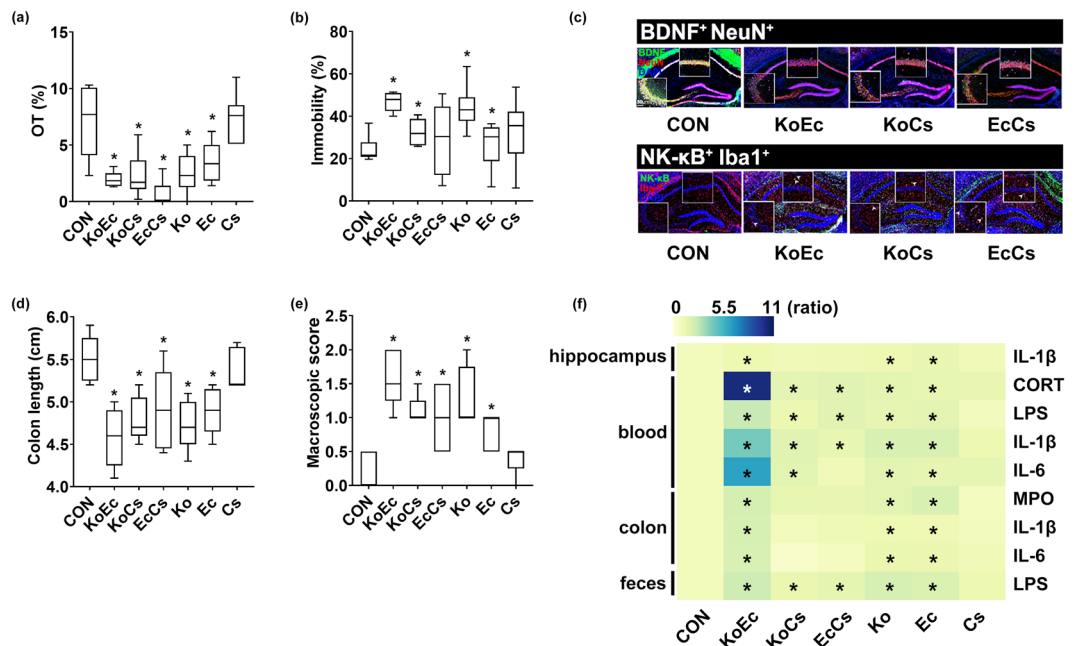 (a)
OT (%)
15
10
5
0
CON
KoEc
KoCs
EcCs
Ko
Ec
Cs
* * * * *
(b)
Immobility (%)
80
60
40
20
0
CON
KoEc
KoCs
EcCs
Ko
Ec
Cs
* * * *
(c)
BDNF⁺ NeuN⁺
BDNF
NeuN
CON KoEc KoCs EcCs
NK-κB⁺ Iba1⁺
NK-κB
Iba-1
CON KoEc KoCs EcCs
(d)
Colon length (cm)
6.0
5.5
5.0
4.5
4.0
CON
KoEc
KoCs
EcCs
Ko
Ec
Cs
* * * * *
(e)
Macroscopic score
2.5
2.0
1.5
1.0
0.5
0.0
CON
KoEc
KoCs
EcCs
Ko
Ec
Cs
* * * * *
(f)
0 5.5 11 (ratio)
hippocampus * * * IL-1β
blood
* * * * * CORT
* * * * * LPS
* * * * * IL-1β
* * * * IL-6
colon
* * * MPO
* * * IL-1β
* * * IL-6
feces * * * * * LPS
CON
KoEc
KoCs
EcCs
Ko
Ec
Cs